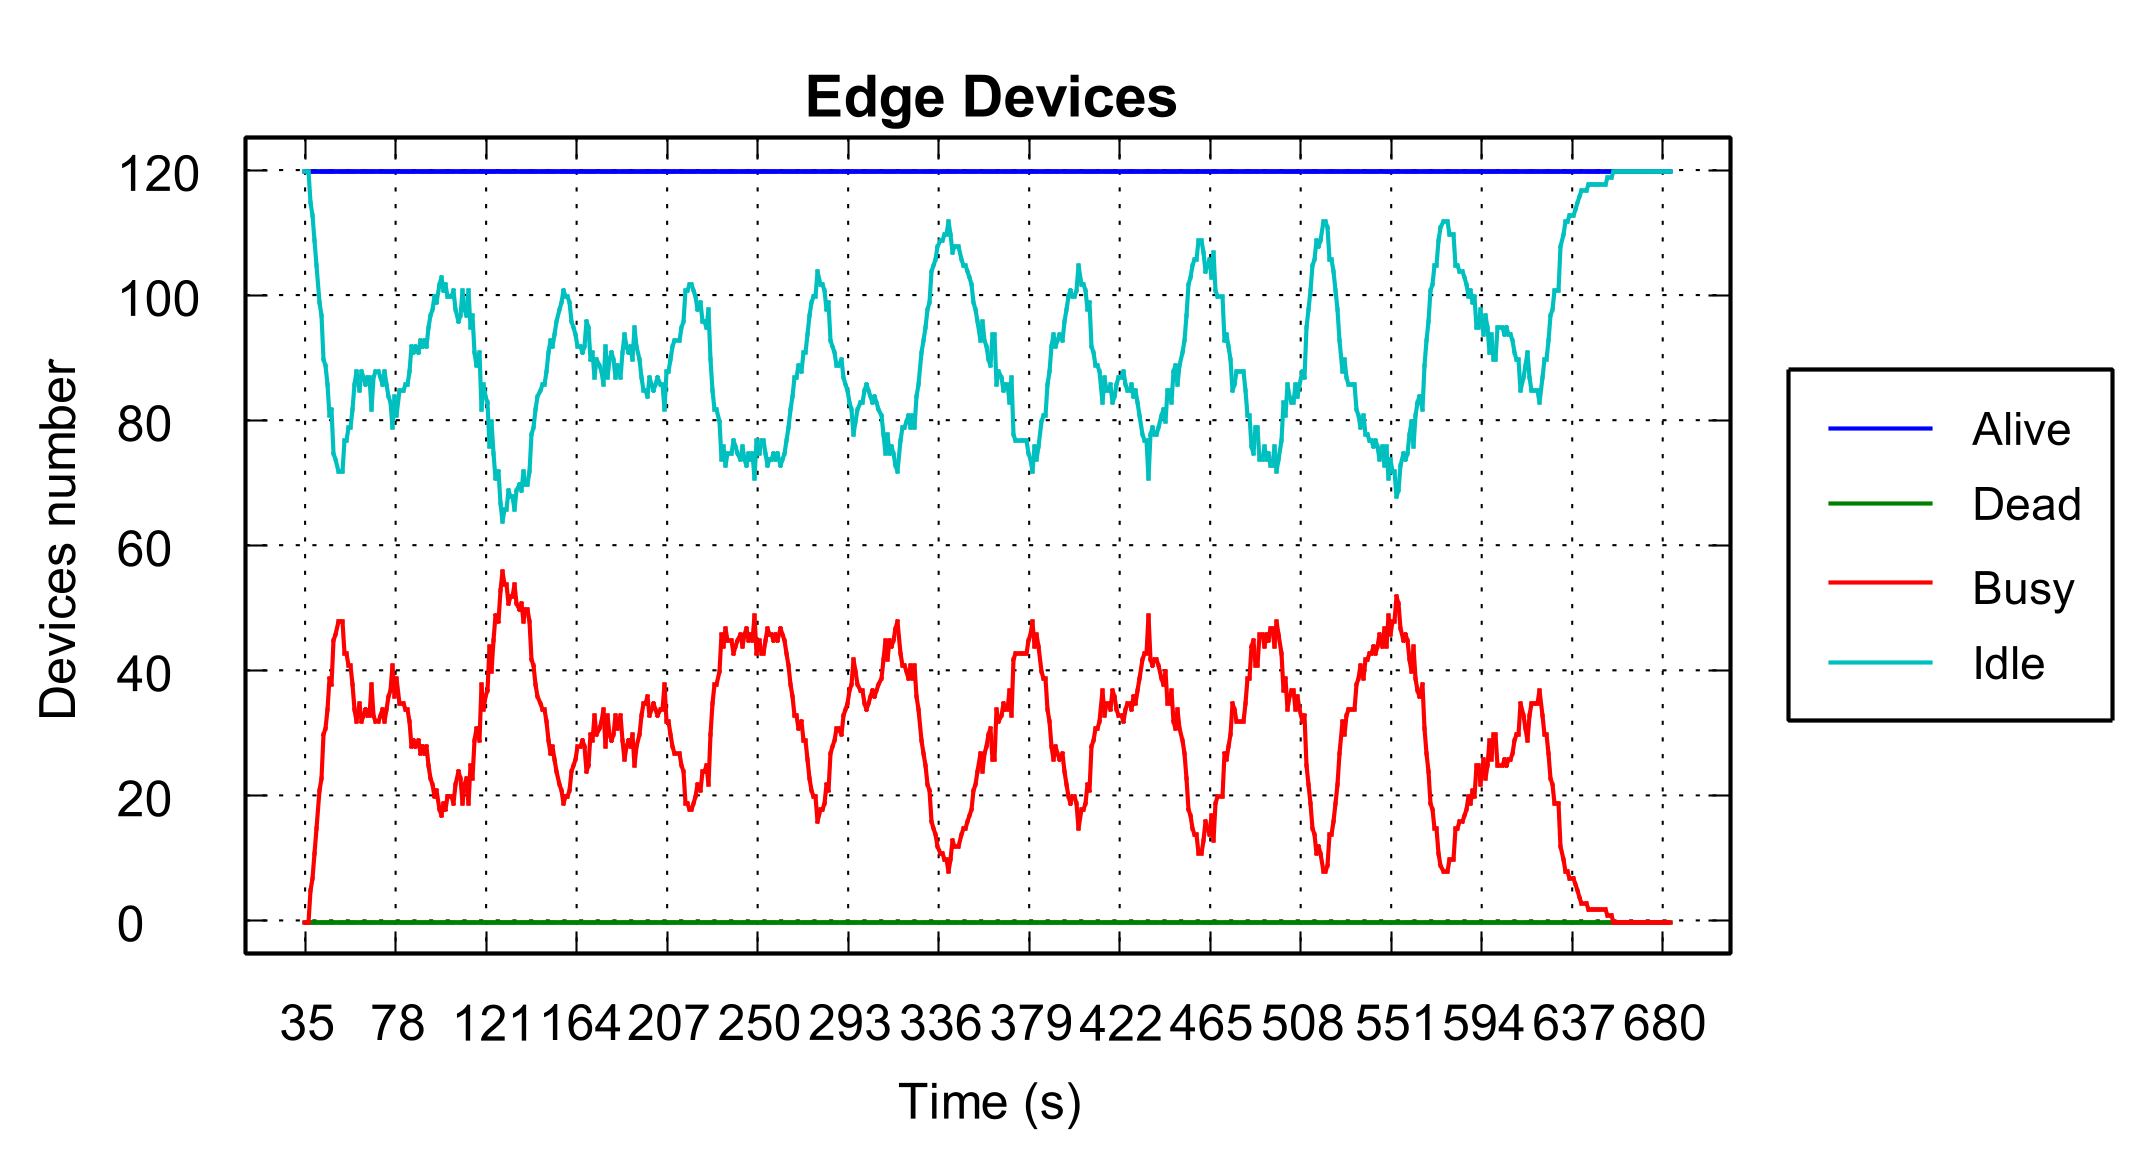 Edge Devices
120
100
80
60
40
20
0
Devices number
35 78 121 164 207 250 293 336 379 422 465 508 551 594 637 680
Time (s)
Alive
Dead
Busy
Idle